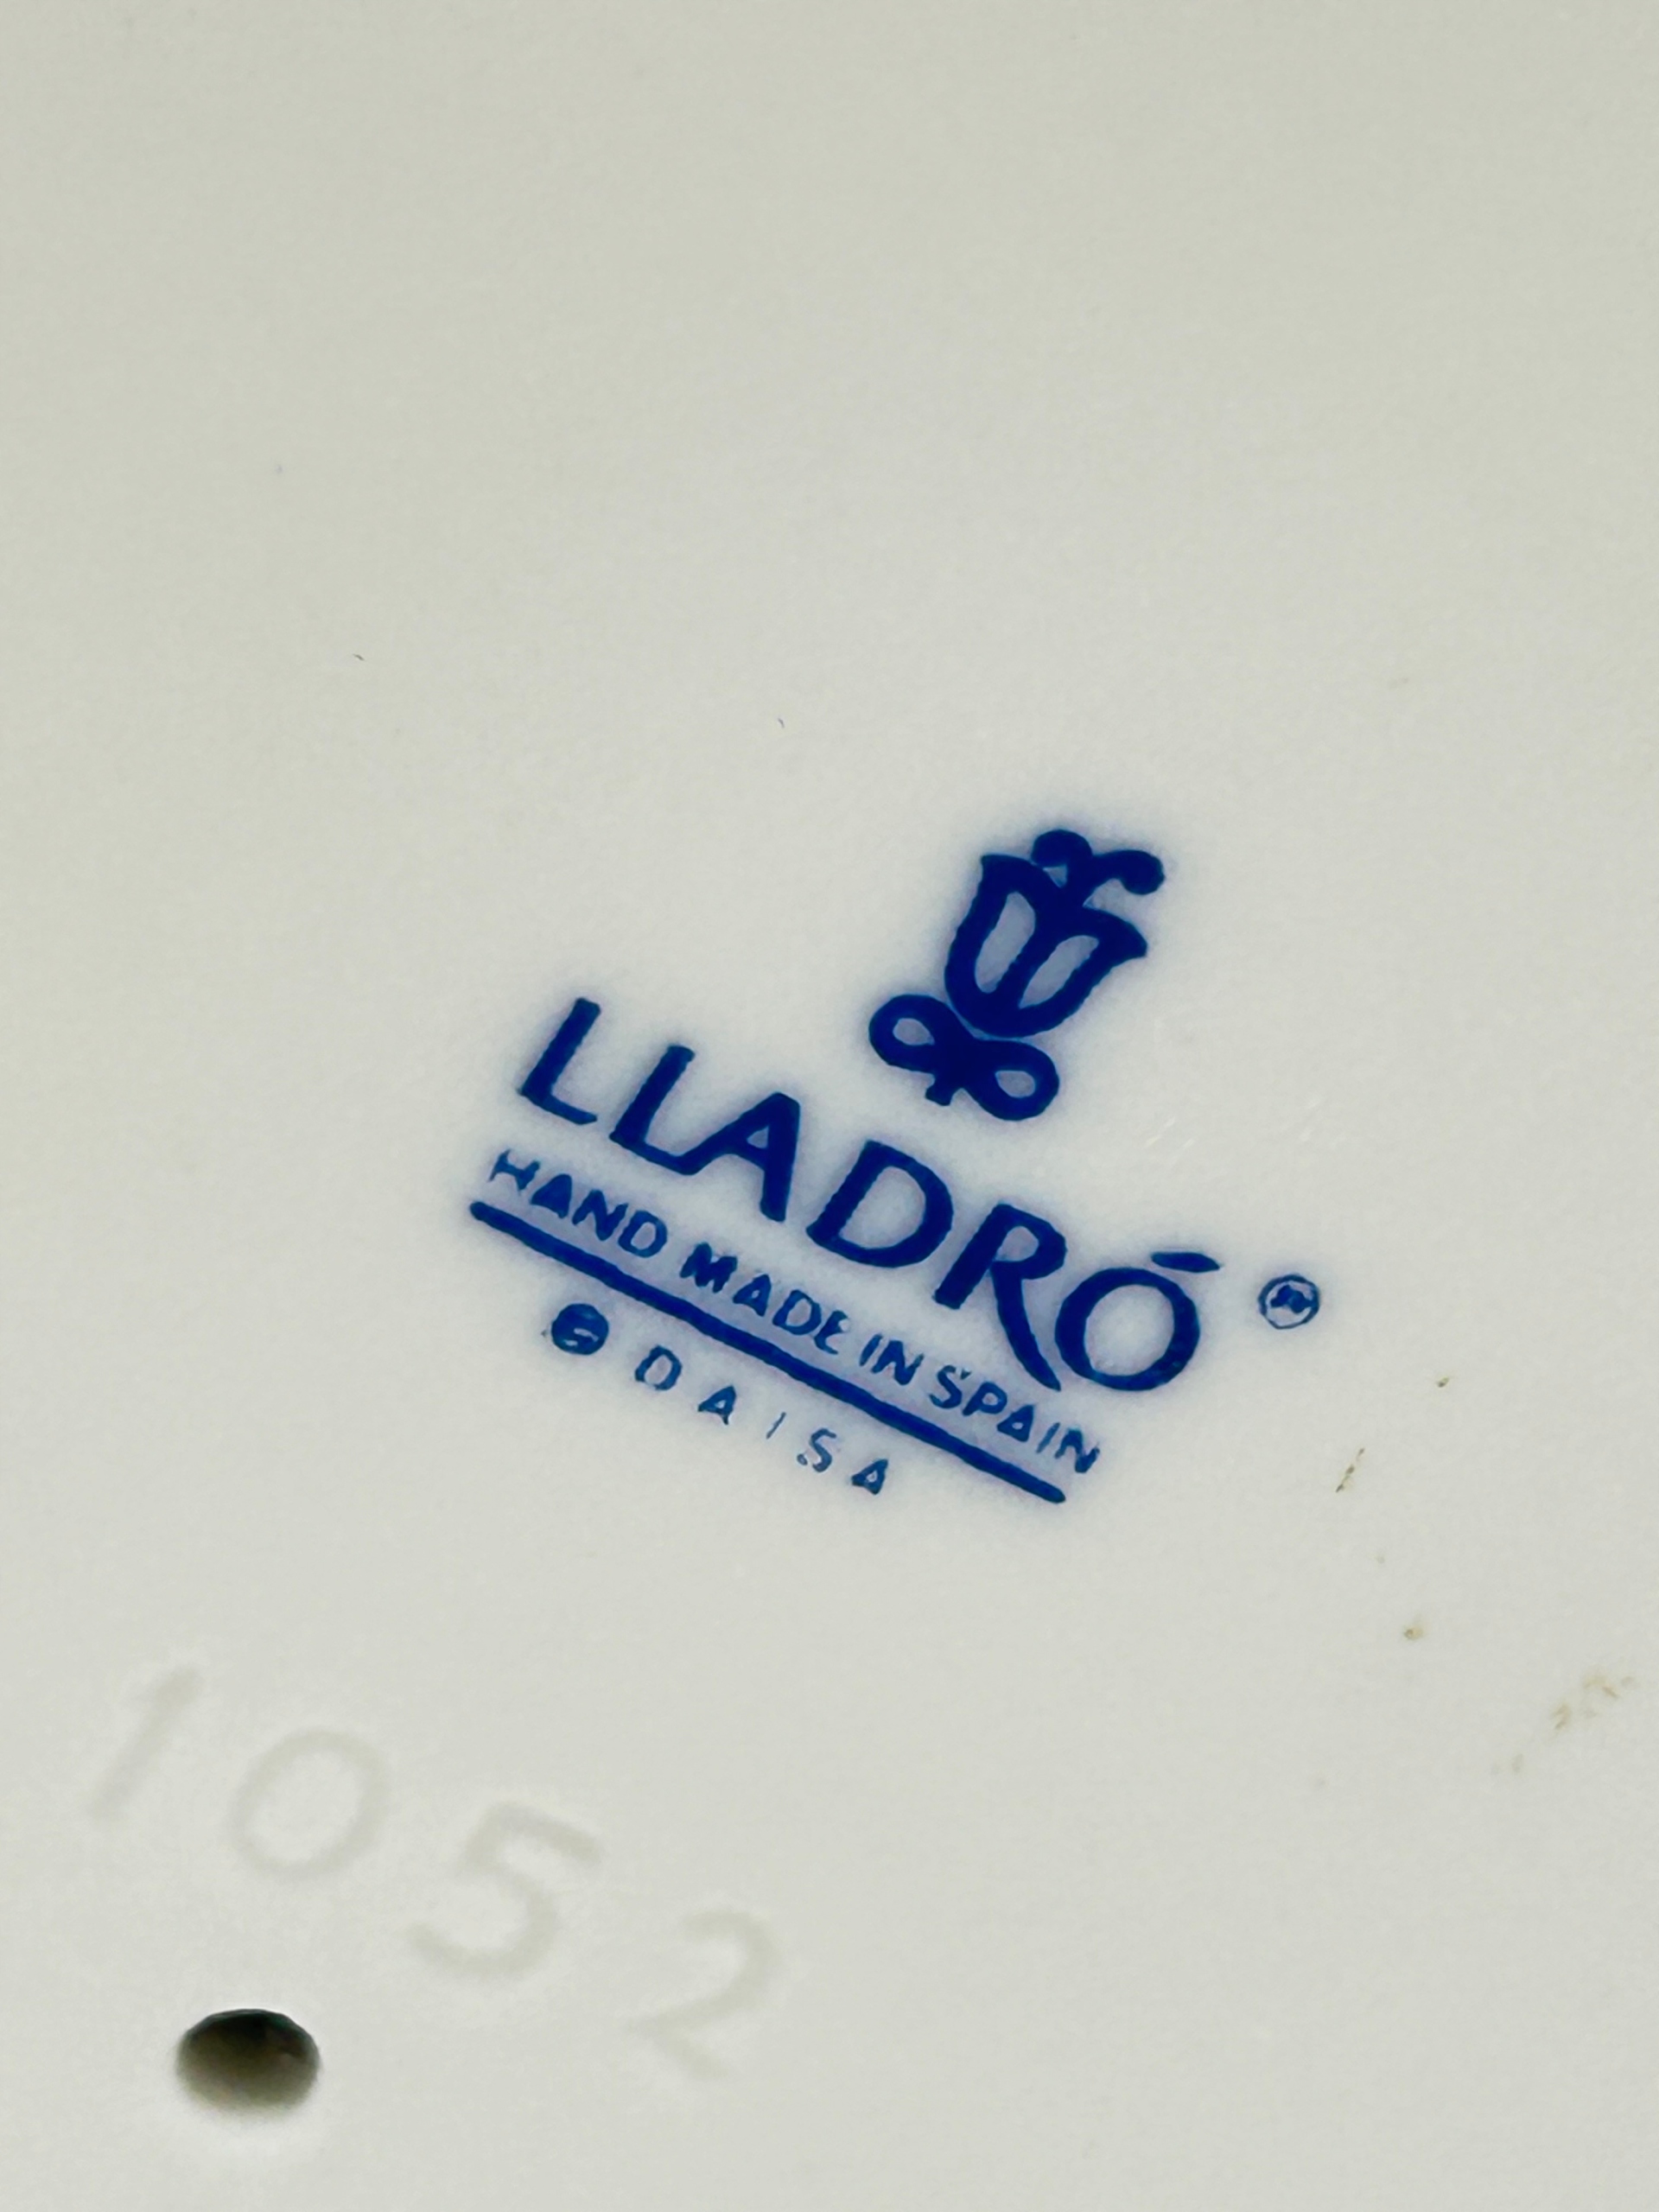 LLADRÓ ®
HAND MADE IN SPAIN
© DAISA
1052